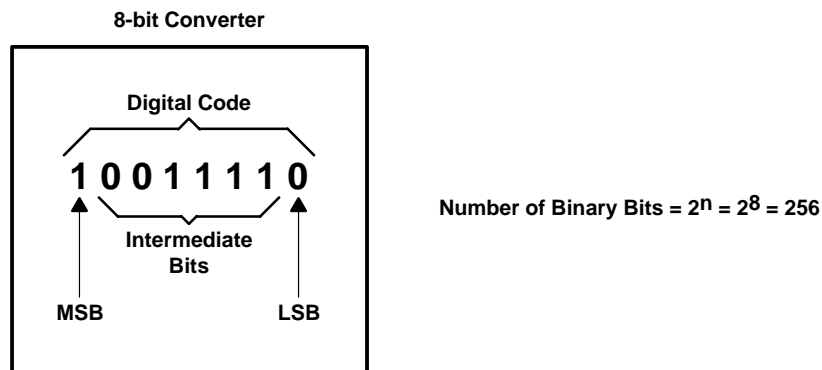 8-bit Converter
Digital Code
1 0 0 1 1 1 1 0
Number of Binary Bits = 2ⁿ = 2⁸ = 256
Intermediate
Bits
MSB
LSB